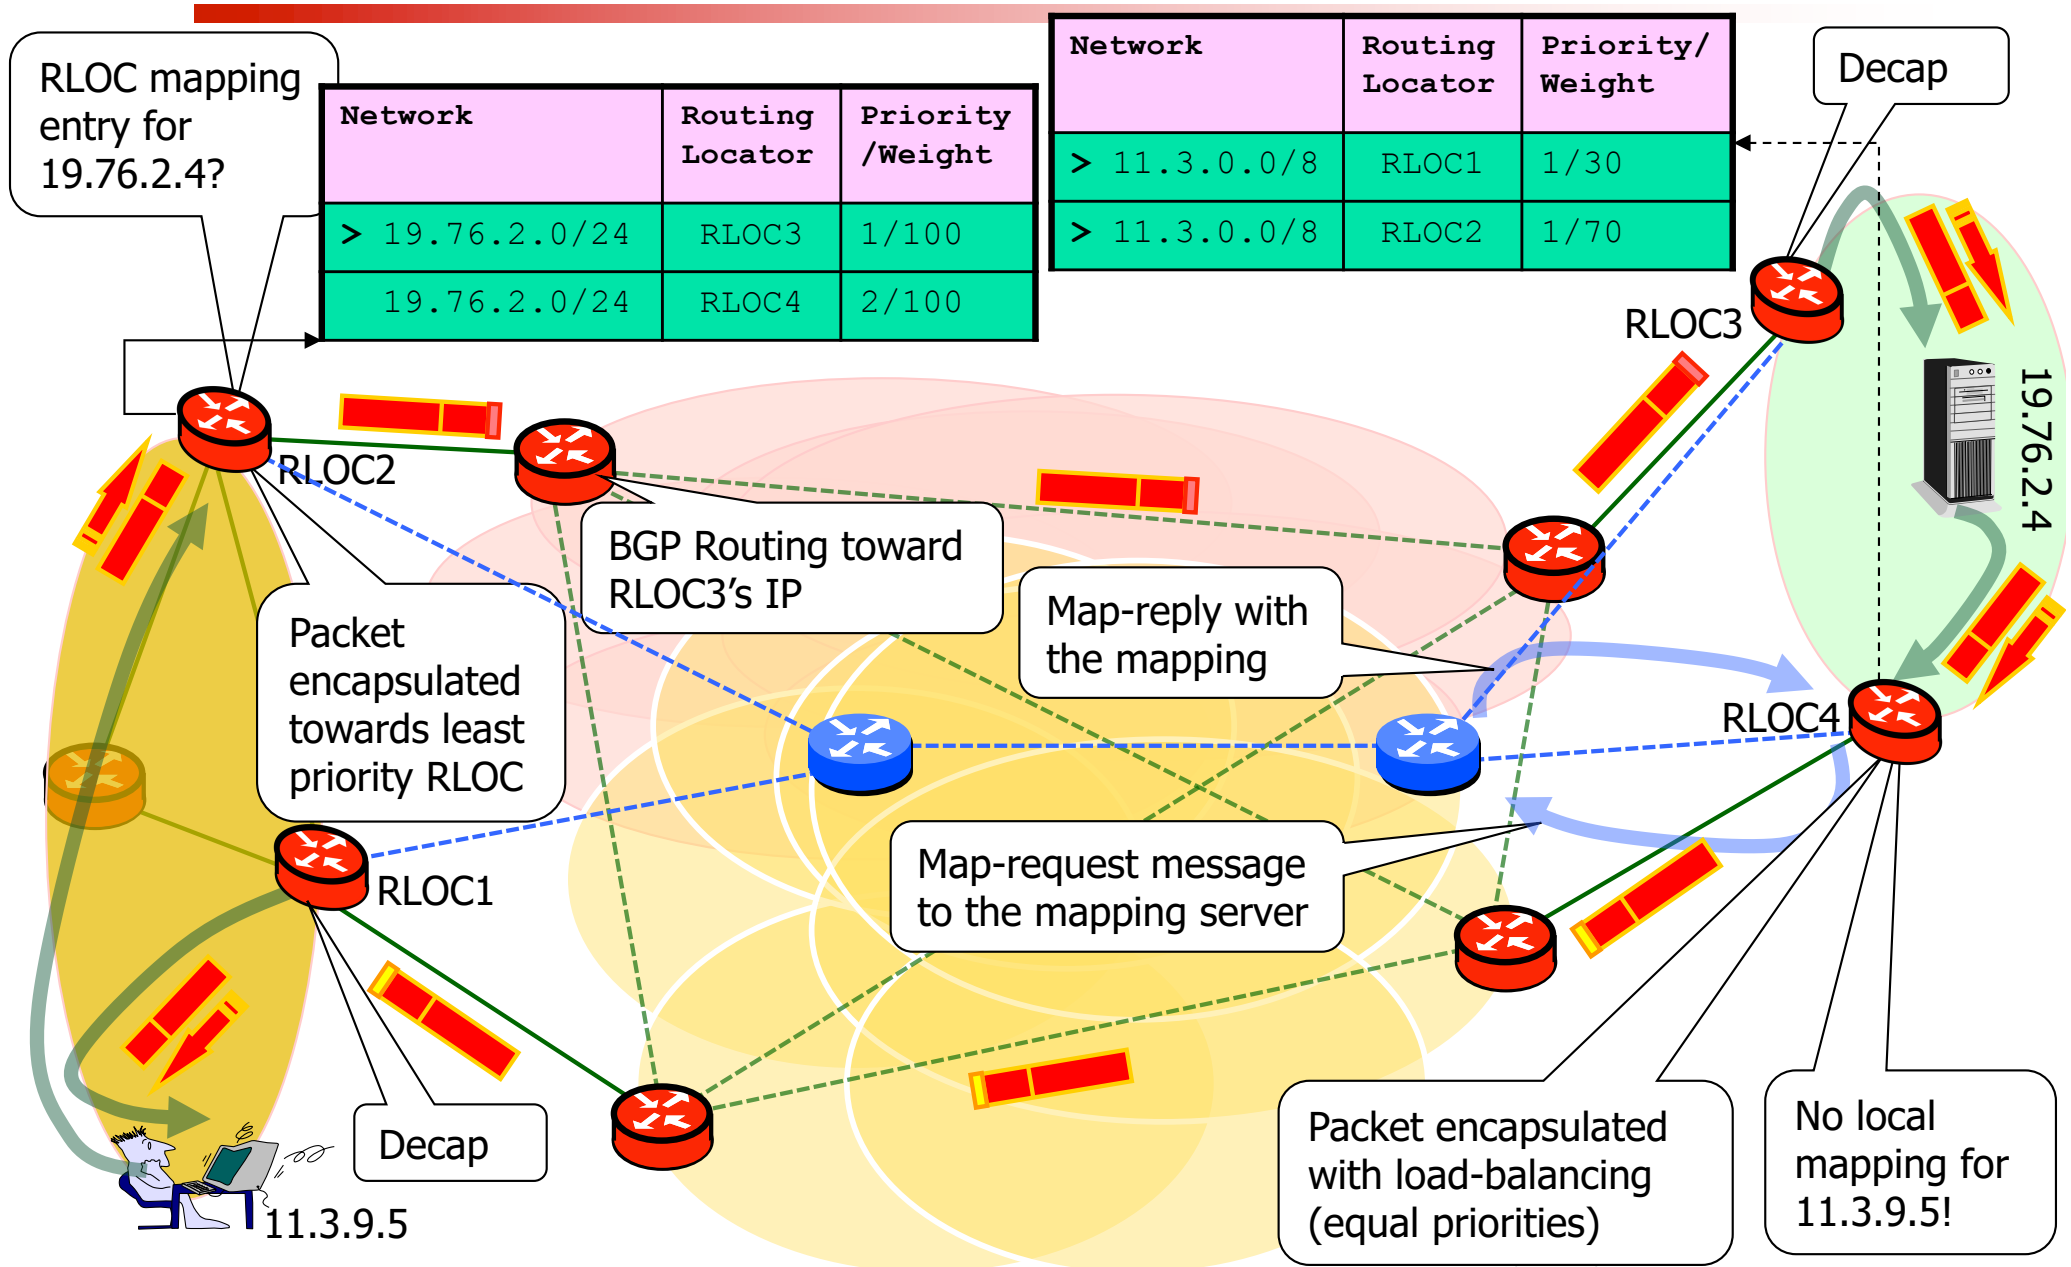 RLOC mapping
entry for
19.76.2.4?
Network Routing Locator Priority /Weight
> 19.76.2.0/24 RLOC3 1/100
19.76.2.0/24 RLOC4 2/100
Network Routing Locator Priority/ Weight
> 11.3.0.0/8 RLOC1 1/30
> 11.3.0.0/8 RLOC2 1/70
Decap
RLOC3
19.76.2.4
RLOC2
BGP Routing toward
RLOC3’s IP
Packet
encapsulated
towards least
priority RLOC
Map-reply with
the mapping
RLOC4
RLOC1
Map-request message
to the mapping server
Decap
11.3.9.5
Packet encapsulated
with load-balancing
(equal priorities)
No local
mapping for
11.3.9.5!